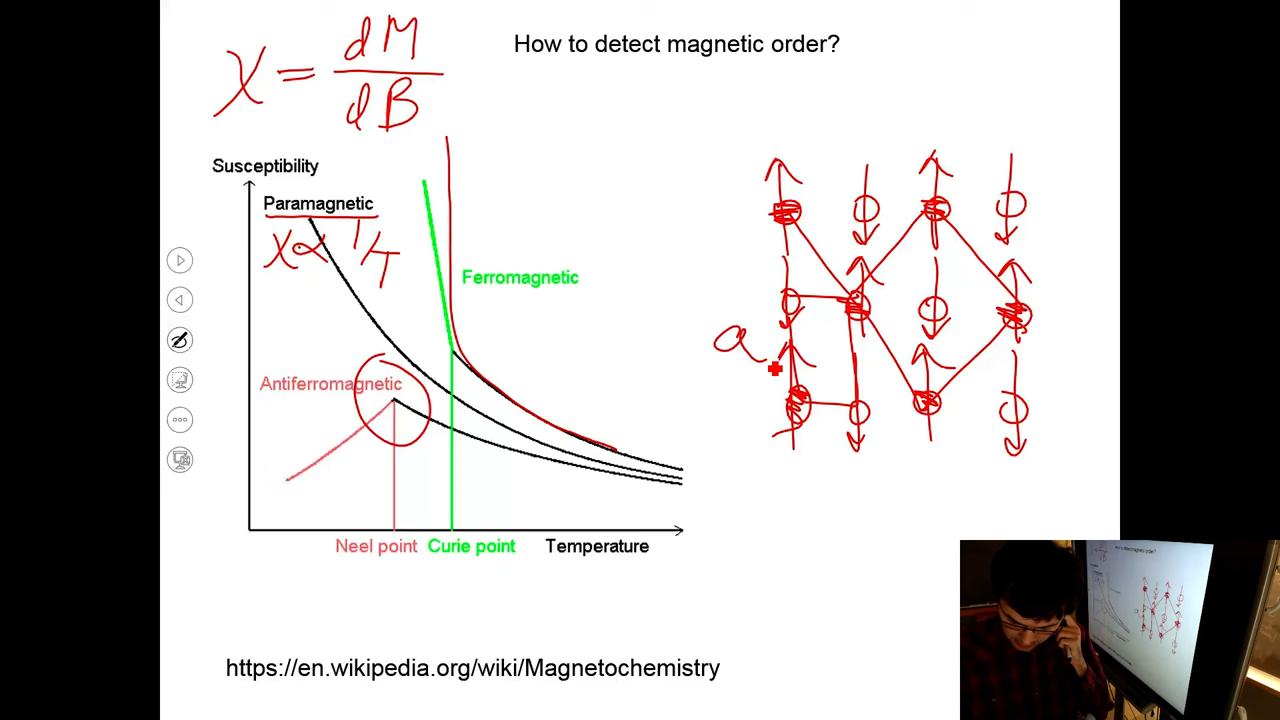 How to detect magnetic order?
χ = dM/dB
Susceptibility
Paramagnetic
χ ∝ 1/T
Ferromagnetic
a
Antiferromagnetic
Neel point
Curie point
Temperature
https://en.wikipedia.org/wiki/Magnetochemistry